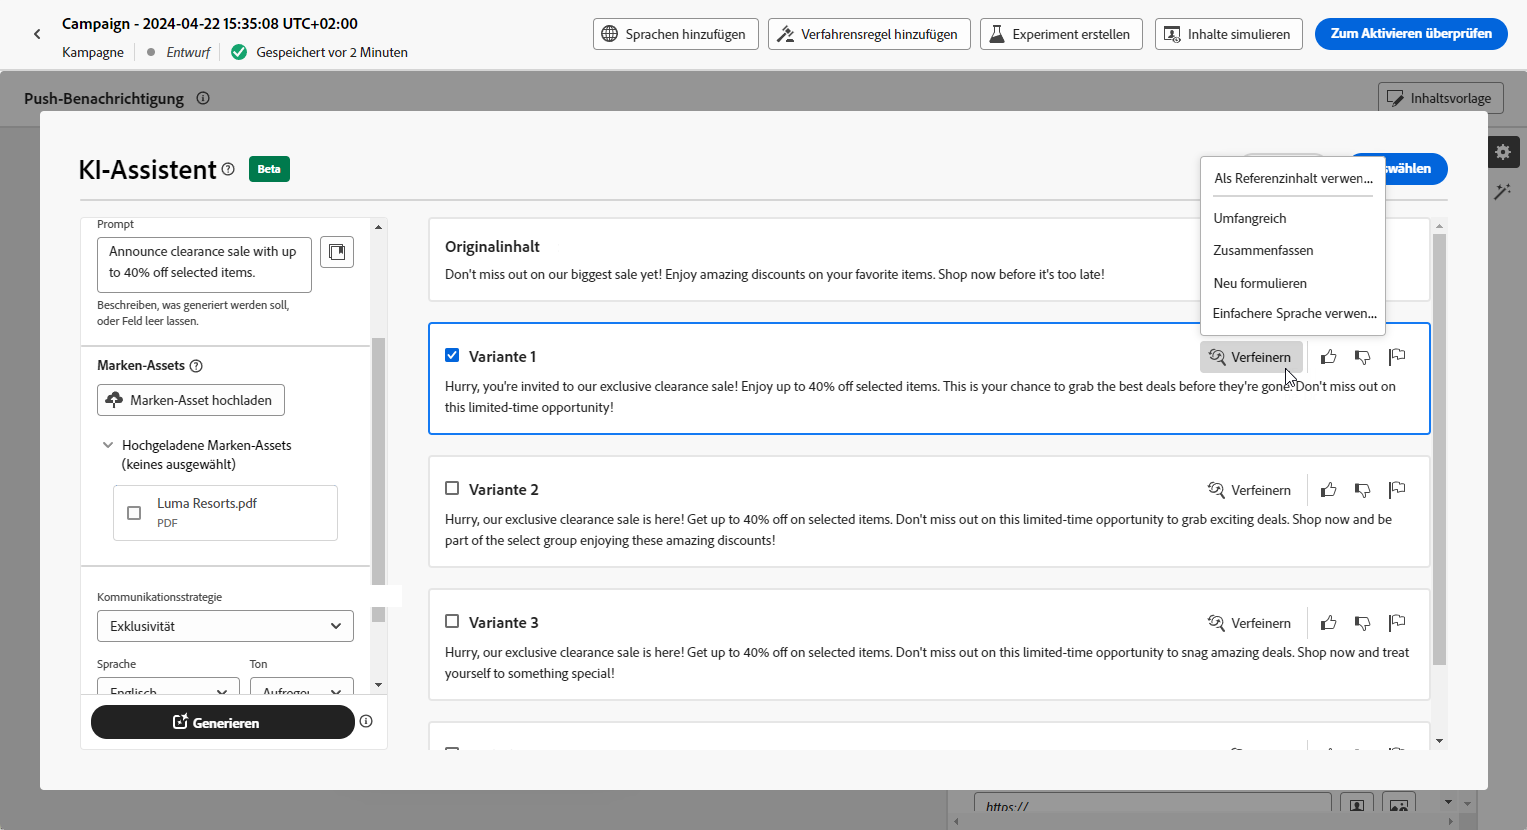 Campaign - 2024-04-22 15:35:08 UTC+02:00
Kampagne
Entwurf
Gespeichert vor 2 Minuten
Sprachen hinzufügen
Verfahrensregel hinzufügen
Experiment erstellen
Inhalte simulieren
Zum Aktivieren überprüfen
Push-Benachrichtigung
Inhaltsvorlage
KI-Assistent
Beta
swählen
Als Referenzinhalt verwen...
Umfangreich
Zusammenfassen
Neu formulieren
Einfachere Sprache verwen...
Prompt
Announce clearance sale with up
to 40% off selected items.
Beschreiben, was generiert werden soll,
oder Feld leer lassen.
Marken-Assets
Marken-Asset hochladen
Hochgeladene Marken-Assets
(keines ausgewählt)
Luma Resorts.pdf
PDF
Kommunikationsstrategie
Exklusivität
Sprache
Ton
Englisch
Aufreger
Generieren
Originalinhalt
Don't miss out on our biggest sale yet! Enjoy amazing discounts on your favorite items. Shop now before it's too late!
Variante 1
Verfeinern
Hurry, you're invited to our exclusive clearance sale! Enjoy up to 40% off selected items. This is your chance to grab the best deals before they're gone. Don't miss out on
this limited-time opportunity!
Variante 2
Verfeinern
Hurry, our exclusive clearance sale is here! Get up to 40% off on selected items. Don't miss out on this limited-time opportunity to grab exciting deals. Shop now and be
part of the select group enjoying these amazing discounts!
Variante 3
Verfeinern
Hurry, our exclusive clearance sale is here! Get up to 40% off on selected items. Don't miss out on this limited-time opportunity to snag amazing deals. Shop now and treat
yourself to something special!
https://